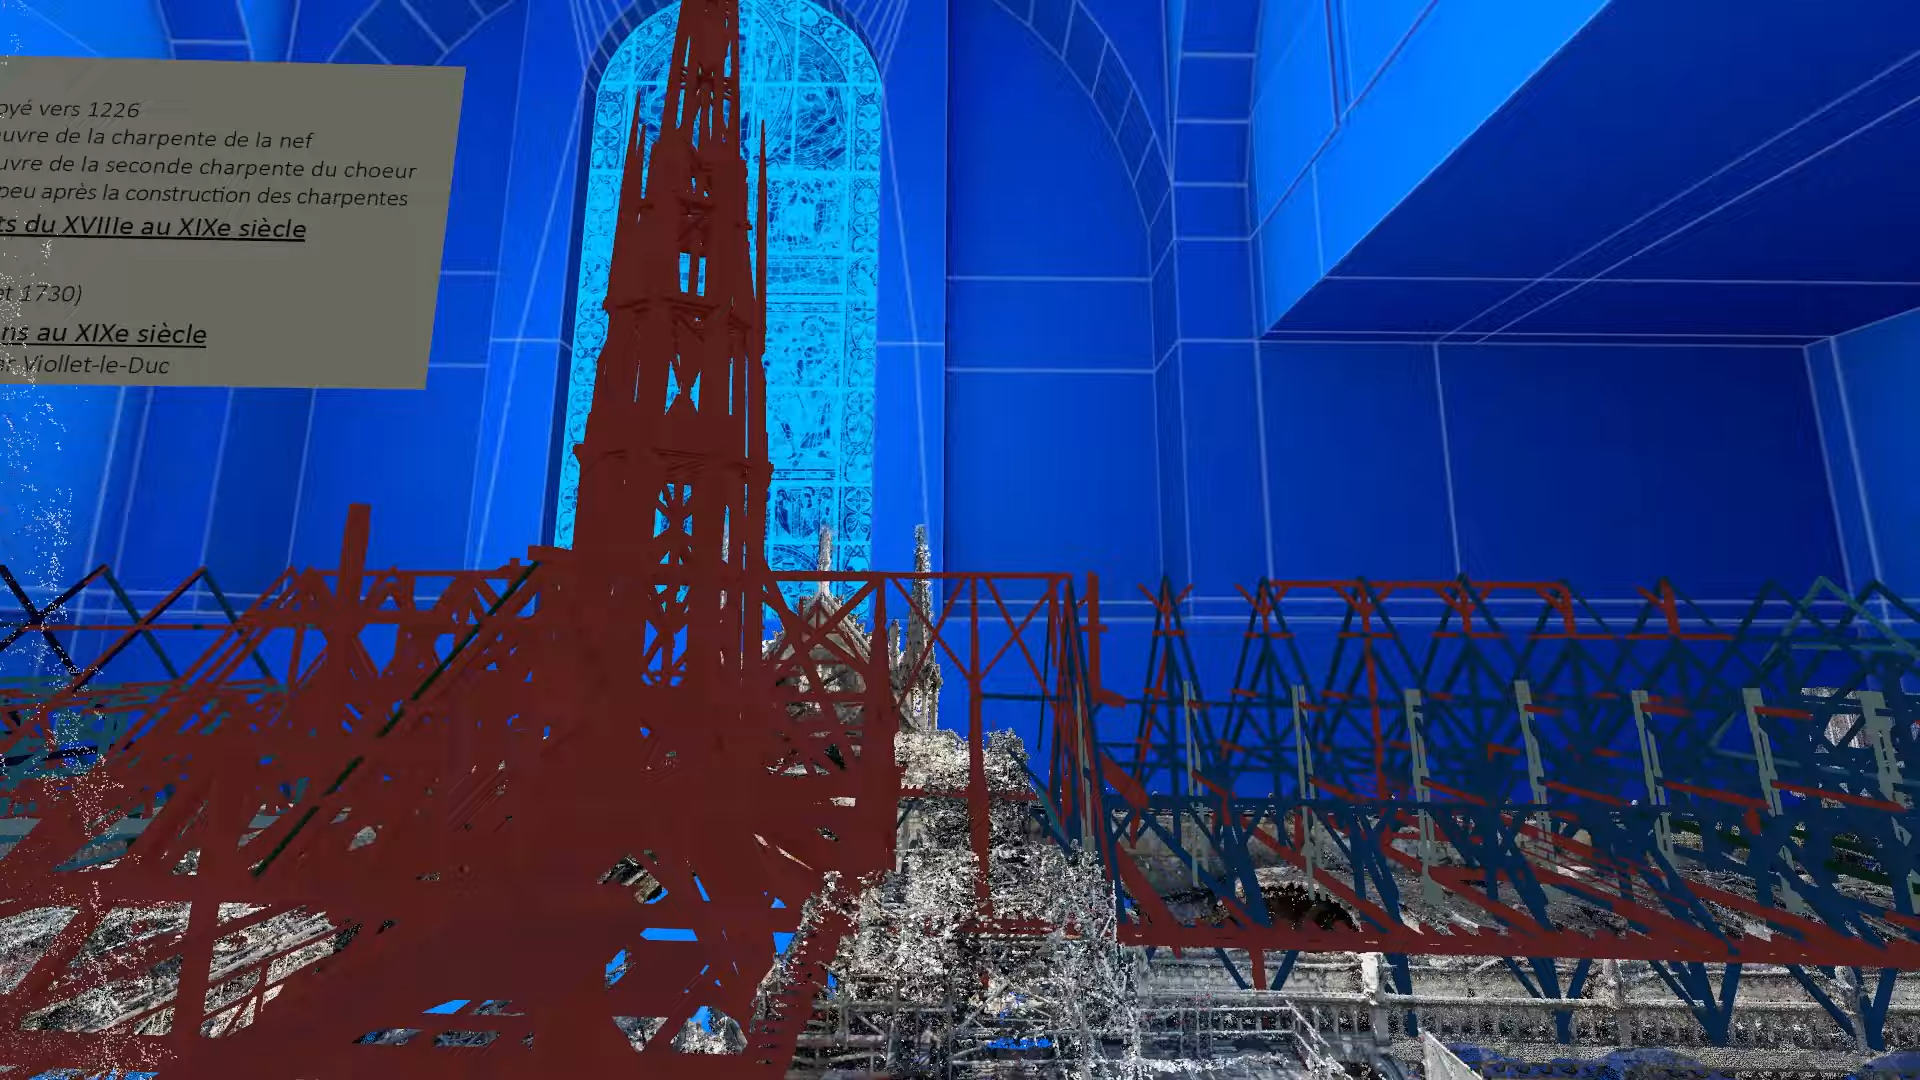 oyé vers 1226
uvre de la charpente de la nef
uvre de la seconde charpente du choeur
peu après la construction des charpentes
ts du XVIIIe au XIXe siècle
et 1730)
ns au XIXe siècle
ar Viollet-le-Duc